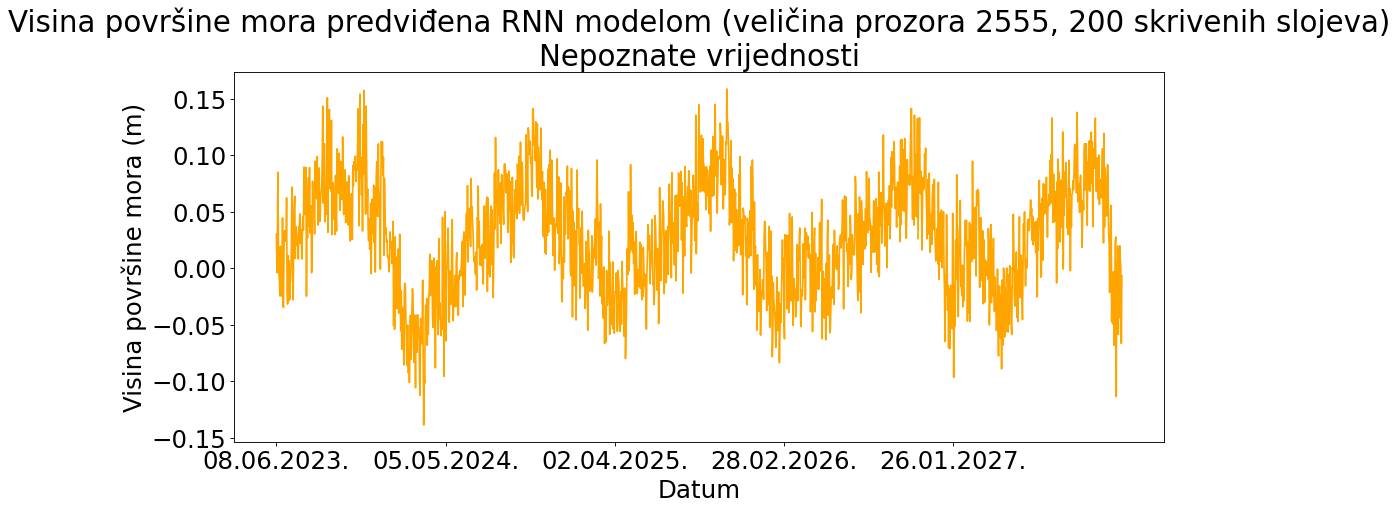 Visina površine mora predviđena RNN modelom (veličina prozora 2555, 200 skrivenih slojeva)
Nepoznate vrijednosti
Visina površine mora (m)
0.15
0.10
0.05
0.00
−0.05
−0.10
−0.15
08.06.2023. 05.05.2024. 02.04.2025. 28.02.2026. 26.01.2027.
Datum